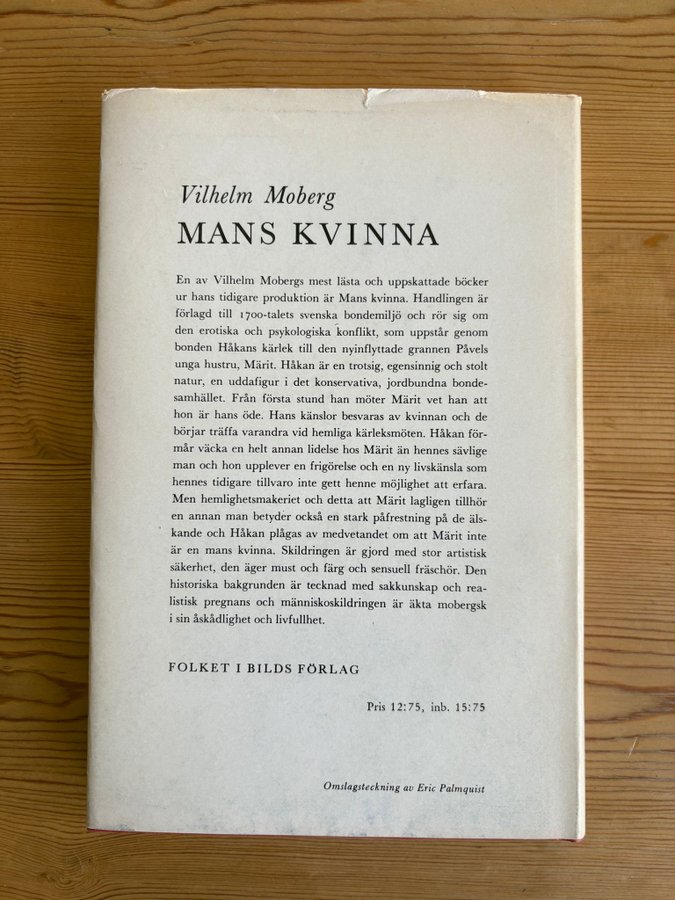 Vilhelm Moberg
MANS KVINNA
En av Vilhelm Mobergs mest lästa och uppskattade böcker
ur hans tidigare produktion är Mans kvinna. Handlingen är
förlagd till 1700-talets svenska bondemiljö och rör sig om
den erotiska och psykologiska konflikt, som uppstår genom
bonden Håkans kärlek till den nyinflyttade grannen Påvels
unga hustru, Märit. Håkan är en trotsig, egensinnig och stolt
natur, en uddafigur i det konservativa, jordbundna bonde-
samhället. Från första stund han möter Märit vet han att
hon är hans öde. Hans känslor besvaras av kvinnan och de
börjar träffa varandra vid hemliga kärleksmöten. Håkan för-
mår väcka en helt annan lidelse hos Märit än hennes sävlige
man och hon upplever en frigörelse och en ny livskänsla som
hennes tidigare tillvaro inte gett henne möjlighet att erfara.
Men hemlighetsmakeriet och detta att Märit lagligen tillhör
en annan man betyder också en stark påfrestning på de äls-
kande och Håkan plågas av medvetandet om att Märit inte
är en mans kvinna. Skildringen är gjord med stor artistisk
säkerhet, den äger must och färg och sensuell fräschör. Den
historiska bakgrunden är tecknad med sakkunskap och rea-
listisk pregnans och människoskildringen är äkta mobergsk
i sin åskådlighet och livfullhet.
FOLKET I BILDS FÖRLAG
Pris 12:75, inb. 15:75
Omslagsteckning av Eric Palmquist